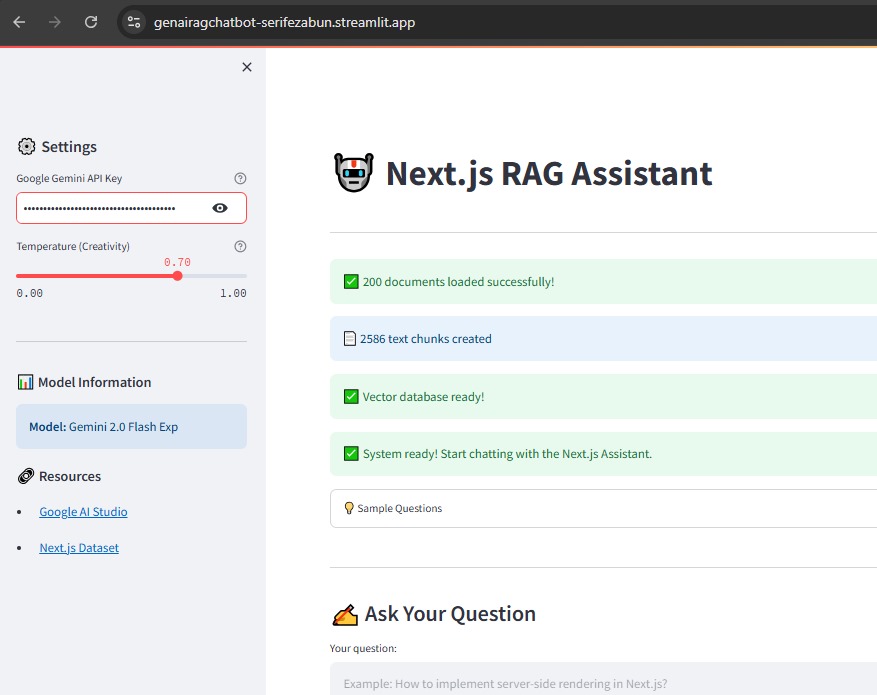 genairagchatbot-serifezabun.streamlit.app
Settings
Google Gemini API Key
••••••••••••••••••••••••••••••••••••••
Temperature (Creativity)
0.70
0.00 1.00
Model Information
Model: Gemini 2.0 Flash Exp
Resources
• Google AI Studio
• Next.js Dataset
Next.js RAG Assistant
200 documents loaded successfully!
2586 text chunks created
Vector database ready!
System ready! Start chatting with the Next.js Assistant.
Sample Questions
Ask Your Question
Your question:
Example: How to implement server-side rendering in Next.js?